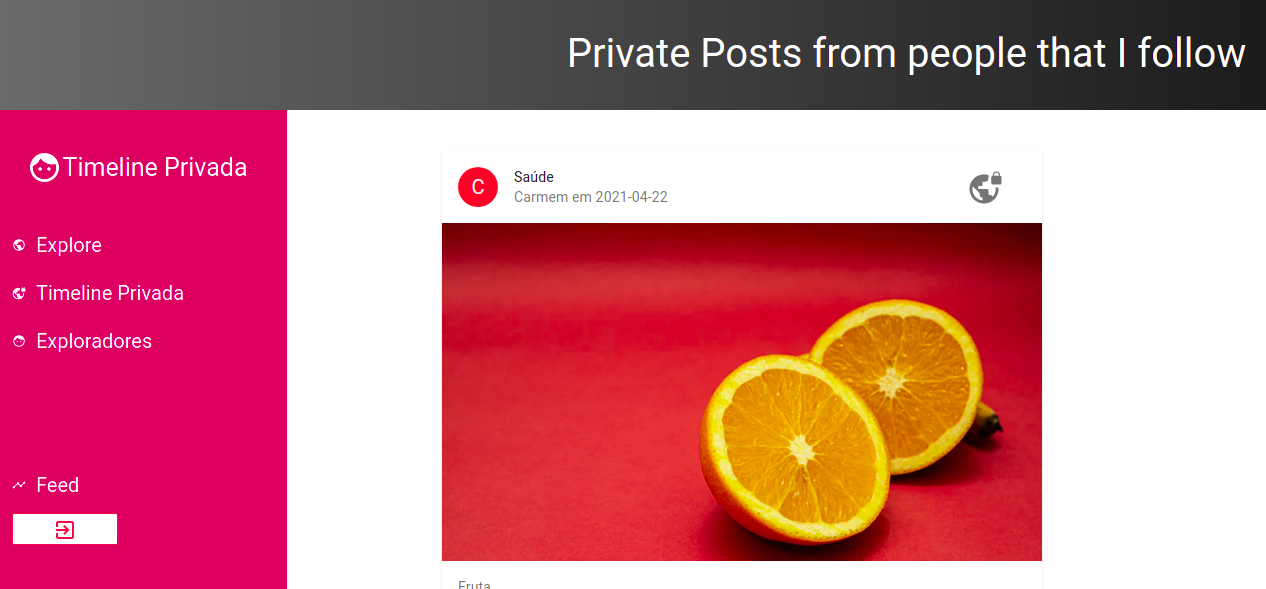 Private Posts from people that I follow
Timeline Privada
Explore
Timeline Privada
Exploradores
Feed
C
Saúde
Carmem em 2021-04-22
Fruta